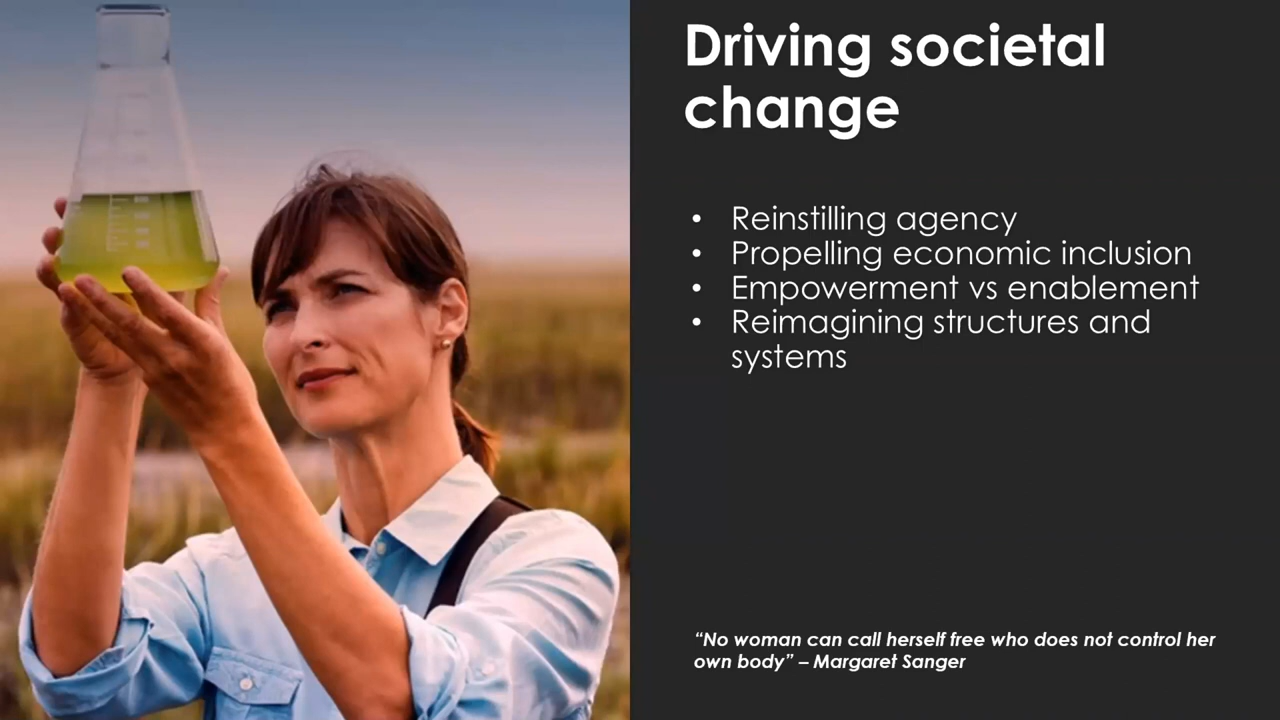 Driving societal
change
• Reinstilling agency
• Propelling economic inclusion
• Empowerment vs enablement
• Reimagining structures and
systems
“No woman can call herself free who does not control her
own body” – Margaret Sanger